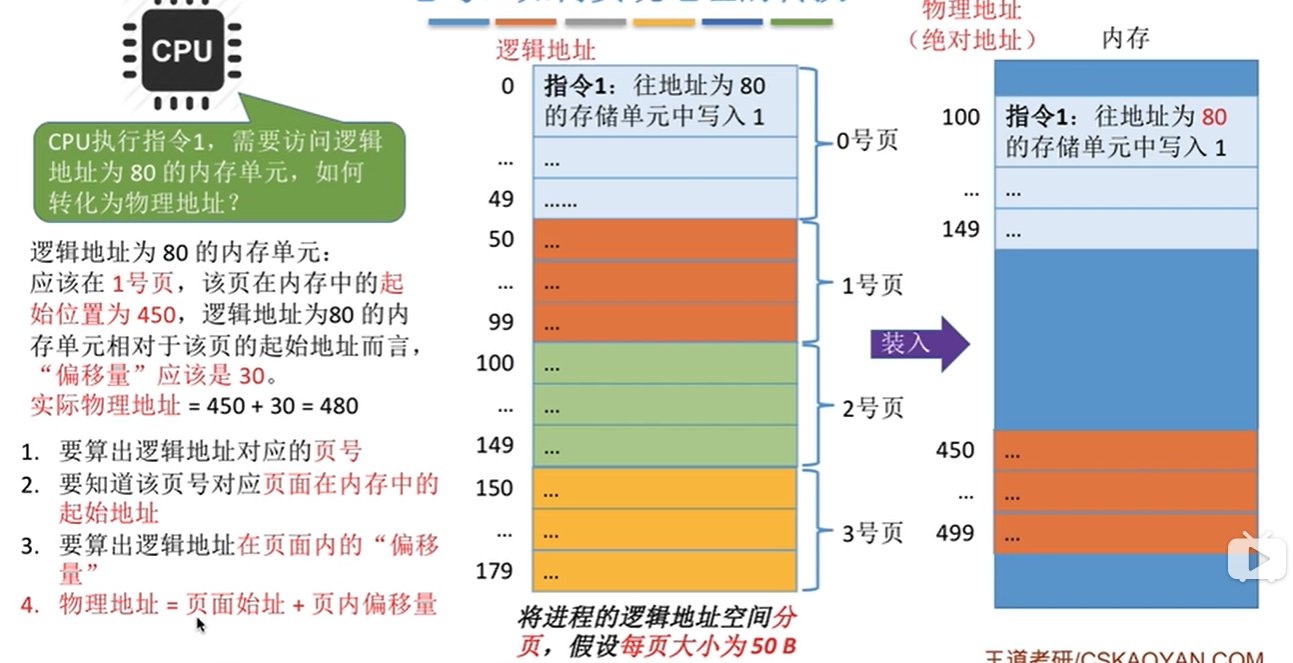 CPU
CPU执行指令1，需要访问逻辑
地址为 80 的内存单元，如何
转化为物理地址？
逻辑地址为 80 的内存单元：
应该在 1号页，该页在内存中的起
始位置为 450，逻辑地址为80 的内
存单元相对于该页的起始地址而言，
“偏移量”应该是 30。
实际物理地址 = 450 + 30 = 480
1. 要算出逻辑地址对应的页号
2. 要知道该页号对应页面在内存中的
起始地址
3. 要算出逻辑地址在页面内的“偏移
量”
4. 物理地址 = 页面始址 + 页内偏移量
逻辑地址
0 指令1：往地址为 80
的存储单元中写入 1
... ...
49 ......
0号页
50 ...
... ...
99 ...
1号页
100 ...
... ...
149 ...
2号页
150 ...
... ...
179 ...
3号页
将进程的逻辑地址空间分
页，假设每页大小为 50 B
装入
物理地址
（绝对地址）
内存
100 指令1：往地址为 80
的存储单元中写入 1
... ...
149 ...
450 ...
... ...
499 ...
王道考研/CSKAOYAN.COM